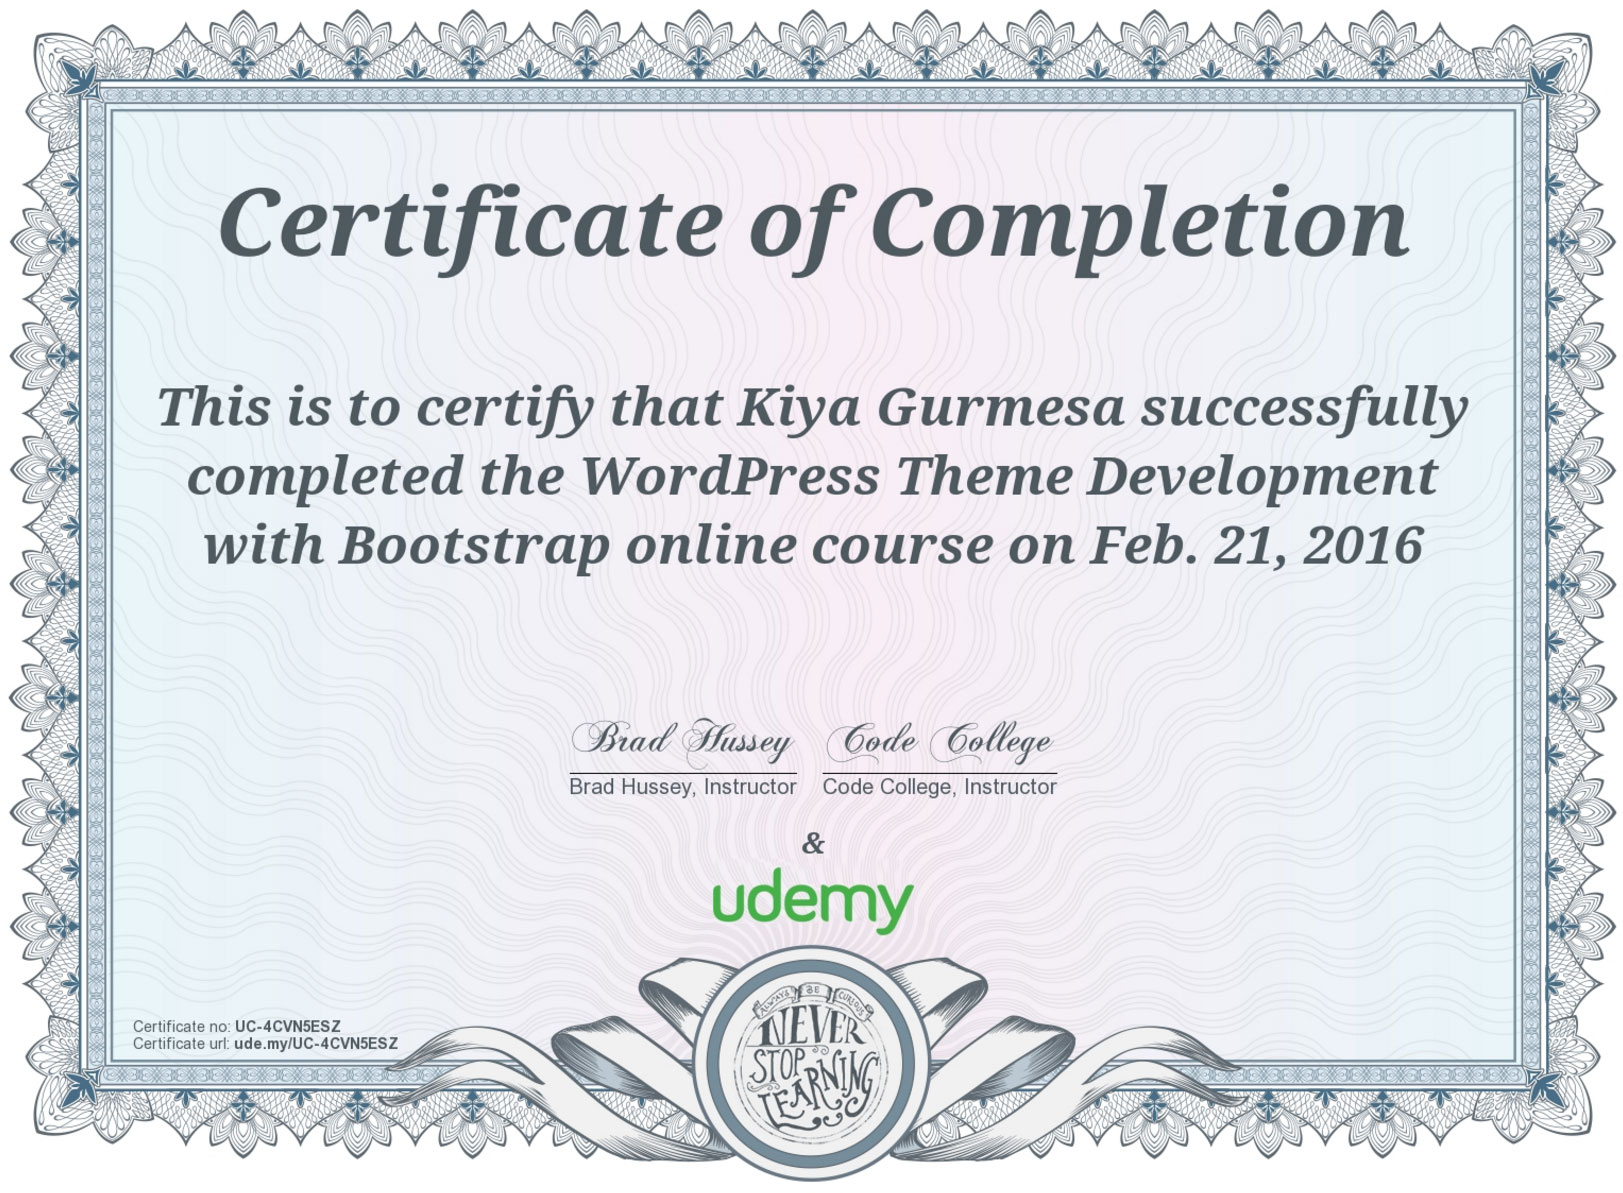 Certificate of Completion
This is to certify that Kiya Gurmesa successfully
completed the WordPress Theme Development
with Bootstrap online course on Feb. 21, 2016
Brad Hussey
Code College
Brad Hussey, Instructor
Code College, Instructor
&
udemy
Certificate no: UC-4CVN5ESZ
Certificate url: ude.my/UC-4CVN5ESZ
ALWAYS BE CURIOUS
NEVER
STOP
LEARNING